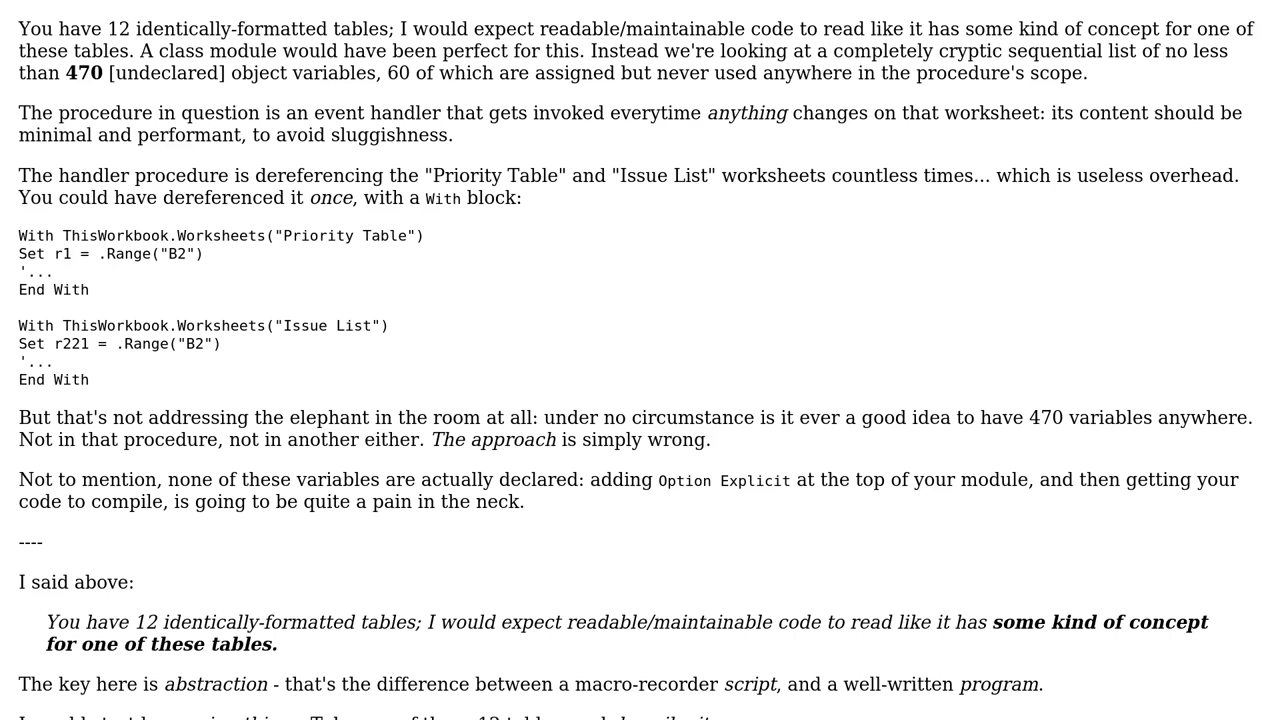 You have 12 identically-formatted tables; I would expect readable/maintainable code to read like it has some kind of concept for one of
these tables. A class module would have been perfect for this. Instead we're looking at a completely cryptic sequential list of no less
than 470 [undeclared] object variables, 60 of which are assigned but never used anywhere in the procedure's scope.
The procedure in question is an event handler that gets invoked everytime anything changes on that worksheet: its content should be
minimal and performant, to avoid sluggishness.
The handler procedure is dereferencing the "Priority Table" and "Issue List" worksheets countless times... which is useless overhead.
You could have dereferenced it once, with a With block:
With ThisWorkbook.Worksheets("Priority Table")
Set r1 = .Range("B2")
'...
End With
With ThisWorkbook.Worksheets("Issue List")
Set r221 = .Range("B2")
'...
End With
But that's not addressing the elephant in the room at all: under no circumstance is it ever a good idea to have 470 variables anywhere.
Not in that procedure, not in another either. The approach is simply wrong.
Not to mention, none of these variables are actually declared: adding Option Explicit at the top of your module, and then getting your
code to compile, is going to be quite a pain in the neck.
----
I said above:
You have 12 identically-formatted tables; I would expect readable/maintainable code to read like it has some kind of concept
for one of these tables.
The key here is abstraction - that's the difference between a macro-recorder script, and a well-written program.